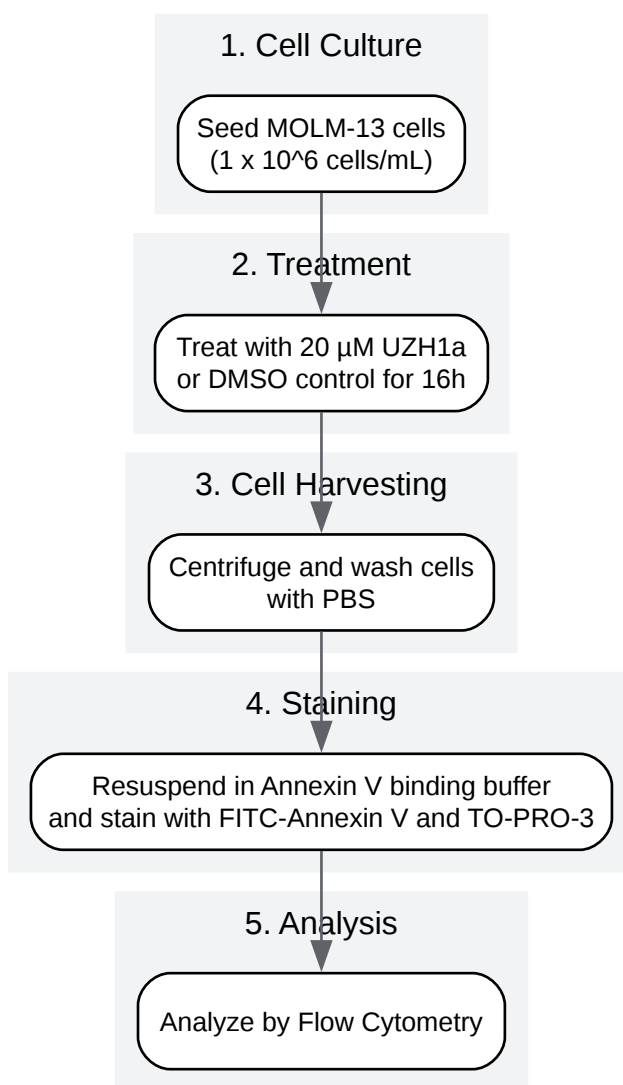 1. Cell Culture
Seed MOLM-13 cells
(1 x 10^6 cells/mL)
2. Treatment
Treat with 20 µM UZH1a
or DMSO control for 16h
3. Cell Harvesting
Centrifuge and wash cells
with PBS
4. Staining
Resuspend in Annexin V binding buffer
and stain with FITC-Annexin V and TO-PRO-3
5. Analysis
Analyze by Flow Cytometry